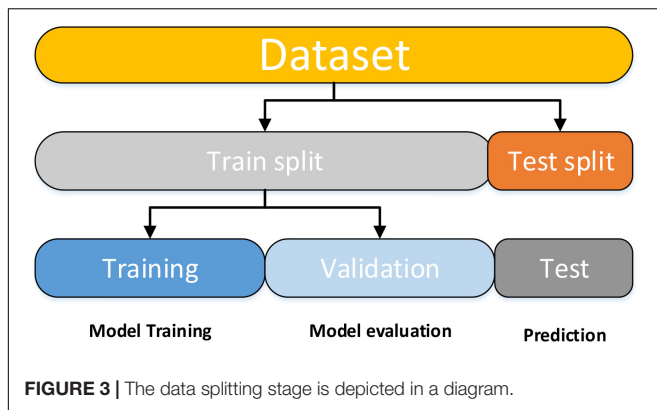 Dataset
Train split
Test split
Training
Validation
Test
Model Training
Model evaluation
Prediction
FIGURE 3 | The data splitting stage is depicted in a diagram.